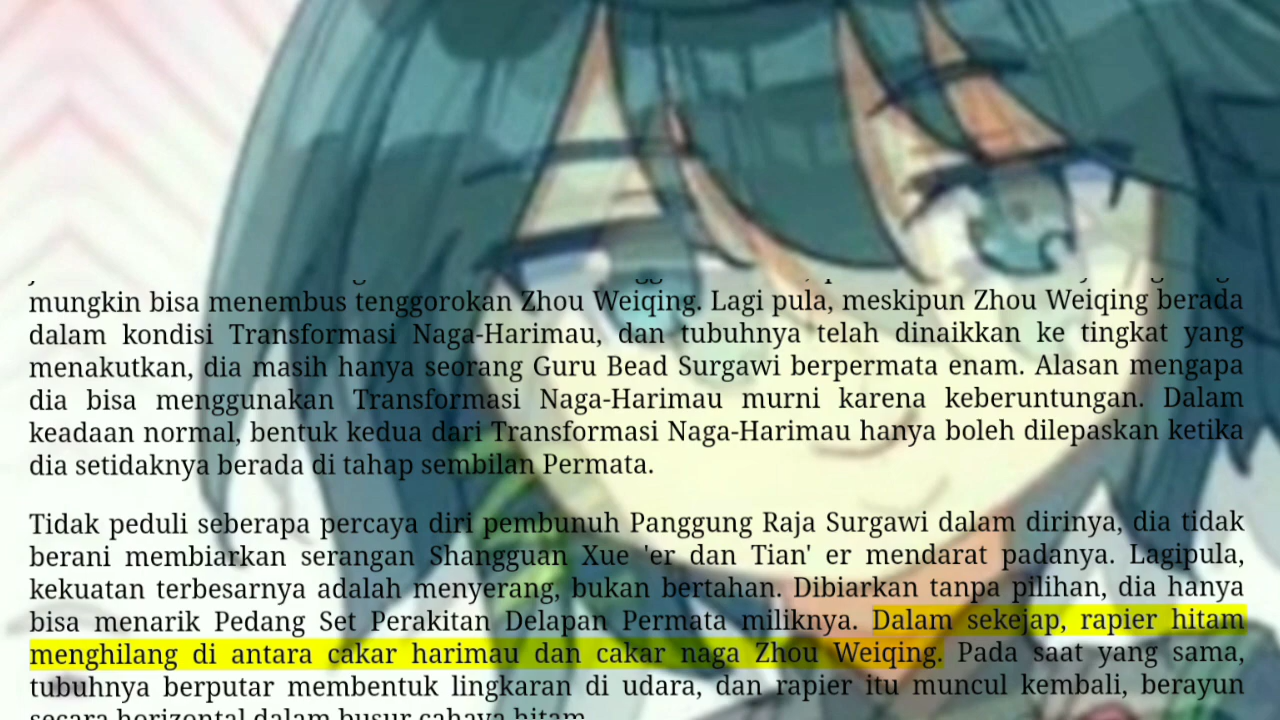 mungkin bisa menembus tenggorokan Zhou Weiqing. Lagi pula, meskipun Zhou Weiqing berada
dalam kondisi Transformasi Naga-Harimau, dan tubuhnya telah dinaikkan ke tingkat yang
menakutkan, dia masih hanya seorang Guru Bead Surgawi berpermata enam. Alasan mengapa
dia bisa menggunakan Transformasi Naga-Harimau murni karena keberuntungan. Dalam
keadaan normal, bentuk kedua dari Transformasi Naga-Harimau hanya boleh dilepaskan ketika
dia setidaknya berada di tahap sembilan Permata.
Tidak peduli seberapa percaya diri pembunuh Panggung Raja Surgawi dalam dirinya, dia tidak
berani membiarkan serangan Shangguan Xue 'er dan Tian' er mendarat padanya. Lagipula,
kekuatan terbesarnya adalah menyerang, bukan bertahan. Dibiarkan tanpa pilihan, dia hanya
bisa menarik Pedang Set Perakitan Delapan Permata miliknya. Dalam sekejap, rapier hitam
menghilang di antara cakar harimau dan cakar naga Zhou Weiqing. Pada saat yang sama,
tubuhnya berputar membentuk lingkaran di udara, dan rapier itu muncul kembali, berayun
secara horizontal dalam busur cahaya hitam.